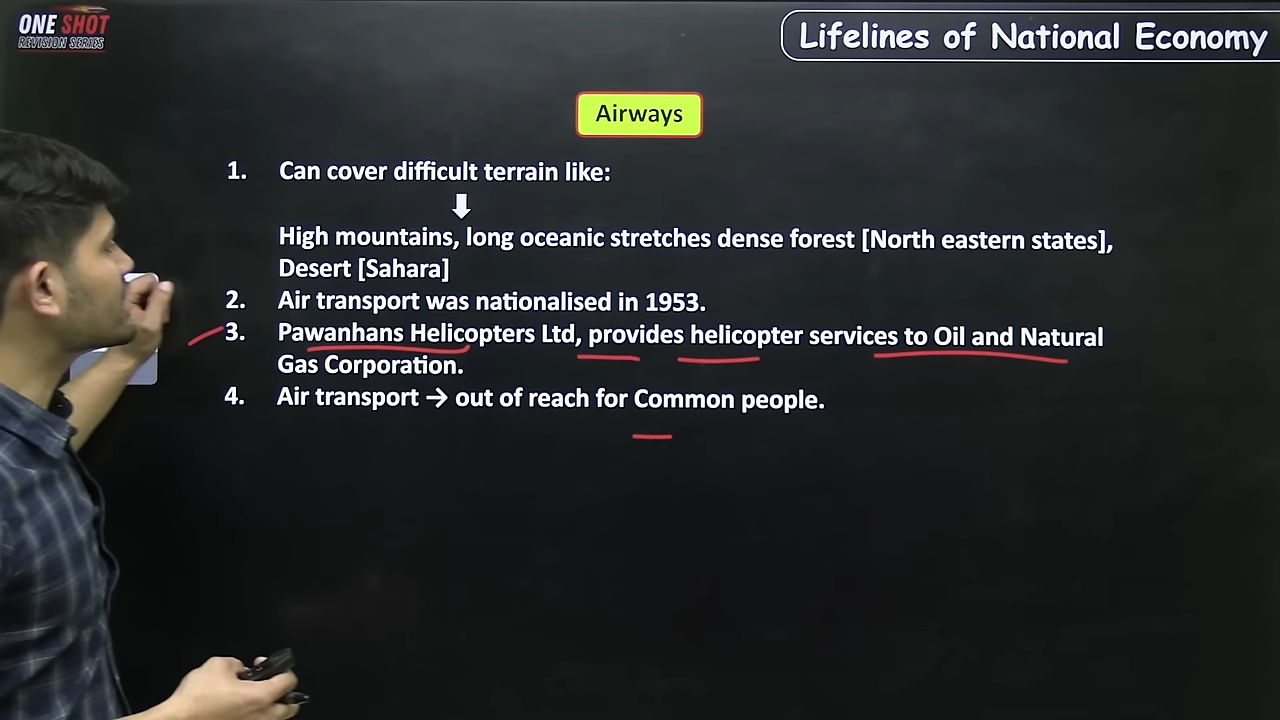 ONE SHOT
REVISION SERIES
Lifelines of National Economy
Airways
1. Can cover difficult terrain like:
High mountains, long oceanic stretches dense forest [North eastern states],
Desert [Sahara]
2. Air transport was nationalised in 1953.
3. Pawanhans Helicopters Ltd, provides helicopter services to Oil and Natural
Gas Corporation.
4. Air transport → out of reach for Common people.